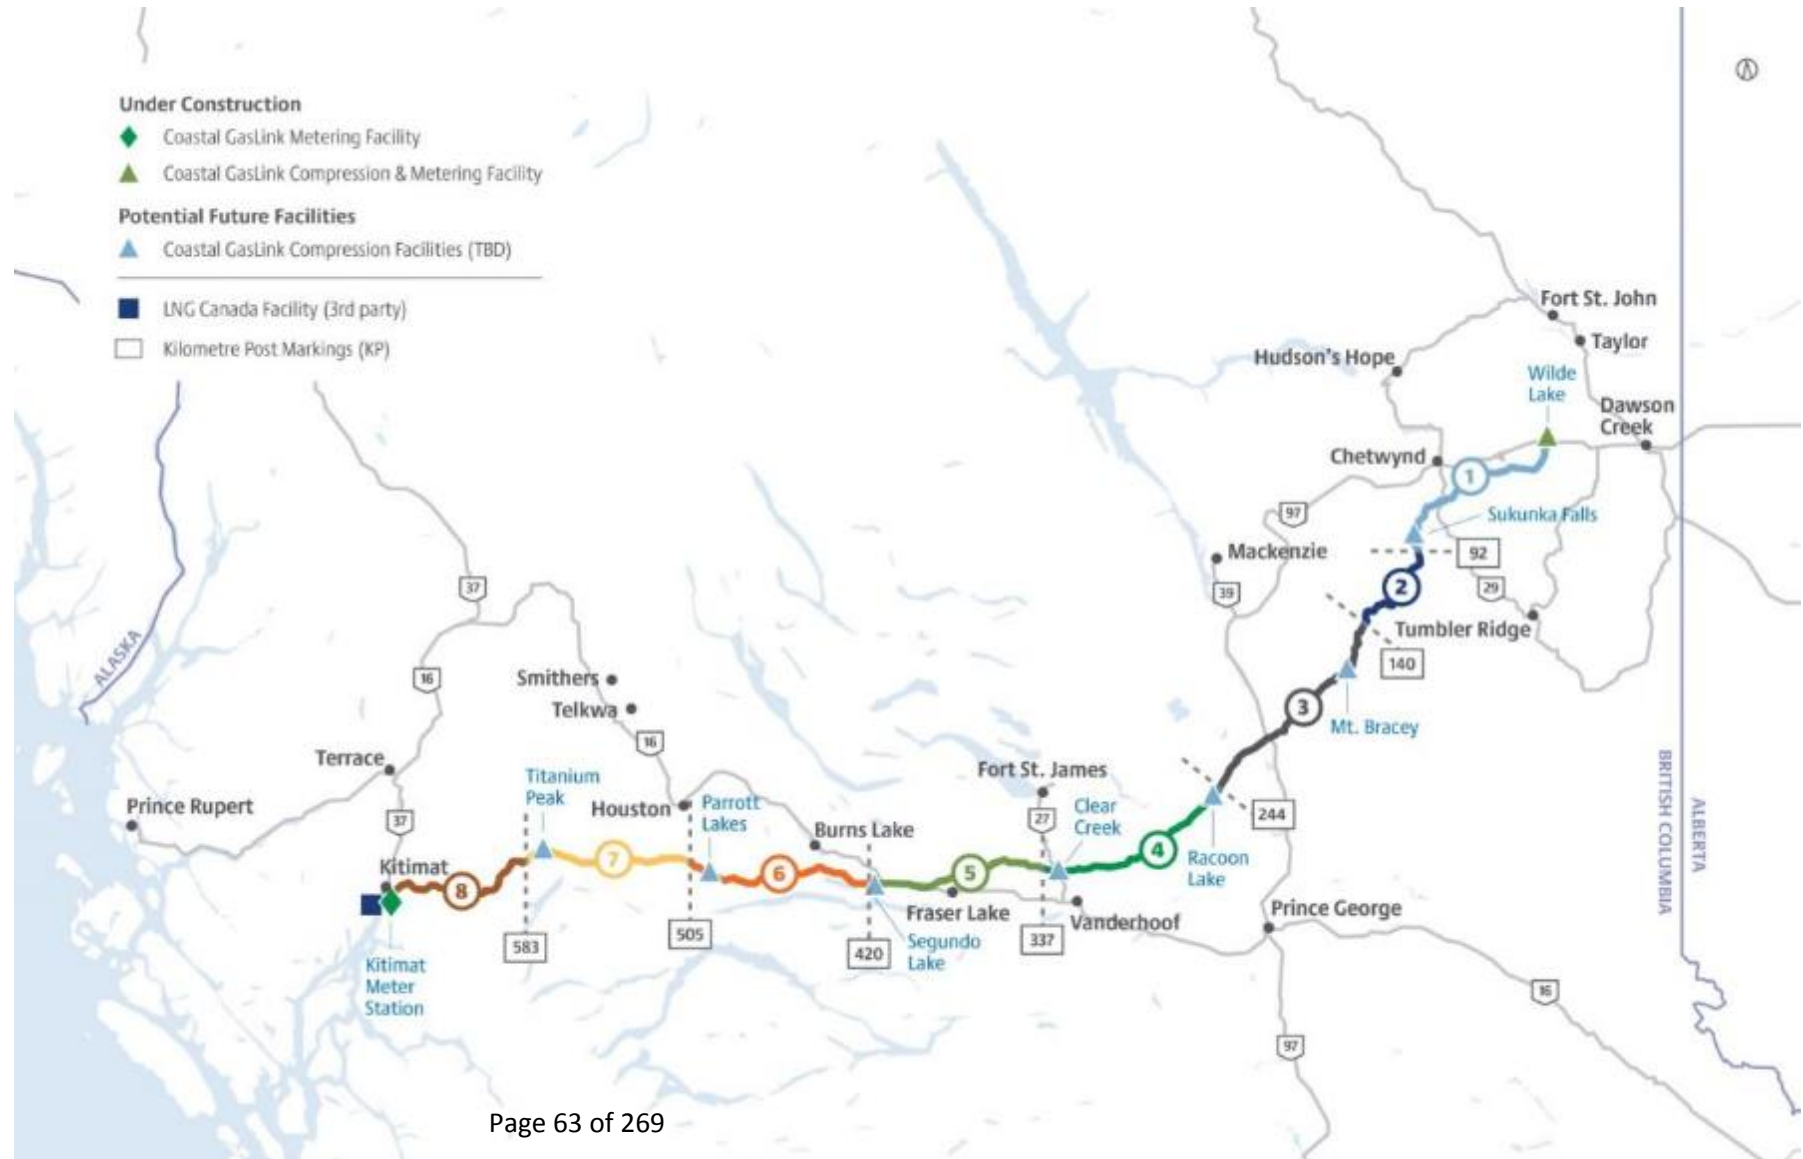 Under Construction
Coastal GasLink Metering Facility
Coastal GasLink Compression & Metering Facility
Potential Future Facilities
Coastal GasLink Compression Facilities (TBD)
LNG Canada Facility (3rd party)
Kilometre Post Markings (KP)
Fort St. John
Taylor
Hudson's Hope
Wilde
Lake
Dawson
Creek
Chetwynd
1
97
Sukunka Falls
Mackenzie
92
37
39
2
29
Tumbler Ridge
ALASKA
140
16
Smithers
Telkwa
3
Mt. Bracey
16
Terrace
Titanium
Peak
Fort St. James
BRITISH COLUMBIA
ALBERTA
Prince Rupert
Houston
Parrott
Lakes
Clear
Creek
244
37
27
Burns Lake
4
Racoon
Lake
Kitimat
8
7
6
5
Fraser Lake
Vanderhoof
Prince George
583
505
420
Segundo
Lake
337
Kitimat
Meter
Station
16
97
Page 63 of 269